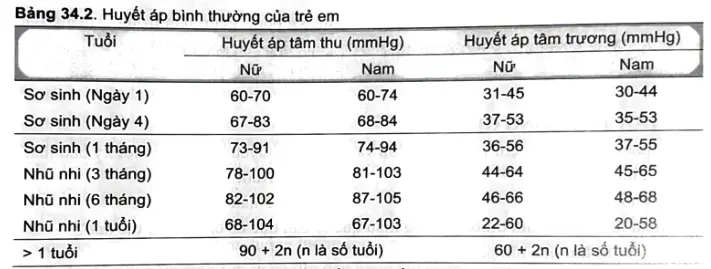 Bảng 34.2. Huyết áp bình thường của trẻ em
Tuổi Huyết áp tâm thu (mmHg) Huyết áp tâm trương (mmHg)
Nữ Nam Nữ Nam
Sơ sinh (Ngày 1) 60-70 60-74 31-45 30-44
Sơ sinh (Ngày 4) 67-83 68-84 37-53 35-53
Sơ sinh (1 tháng) 73-91 74-94 36-56 37-55
Nhũ nhi (3 tháng) 78-100 81-103 44-64 45-65
Nhũ nhi (6 tháng) 82-102 87-105 46-66 48-68
Nhũ nhi (1 tuổi) 68-104 67-103 22-60 20-58
> 1 tuổi 90 + 2n (n là số tuổi) 60 + 2n (n là số tuổi)